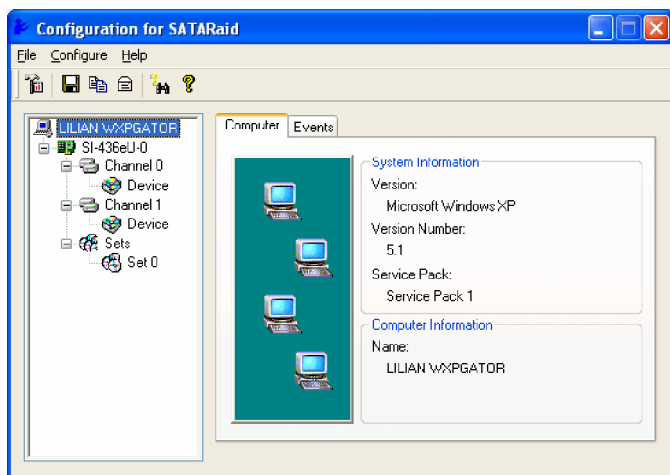 Configuration for SATARaid
File Configure Help
LILIAN WXPGATOR
SI-436eU-0
Channel 0
Device
Channel 1
Device
Sets
Set 0
Computer Events
System Information
Version:
Microsoft Windows XP
Version Number:
5.1
Service Pack:
Service Pack 1
Computer Information
Name:
LILIAN WXPGATOR